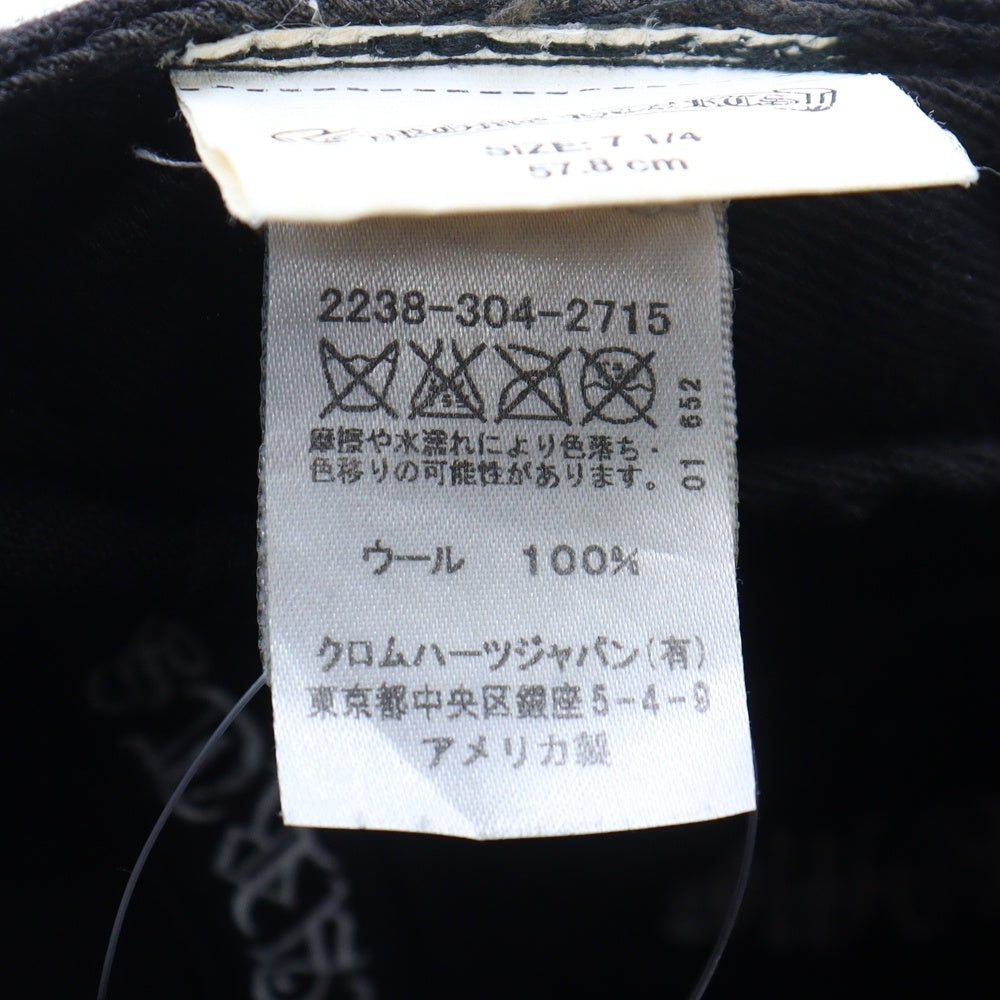 SIZE: 7 1/4
57.8 cm
2238-304-2715
摩擦や水濡れにより色落ち・
色移りの可能性があります。
01 652
ウール 100%
クロムハーツジャパン(有)
東京都中央区銀座5-4-9
アメリカ製